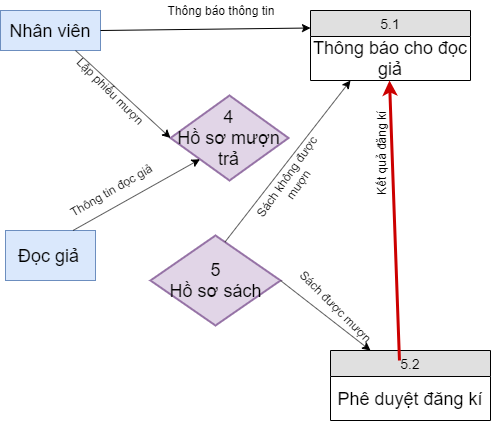 Thông báo thông tin
5.1
Nhân viên
Thông báo cho đọc
giả
Lập phiếu mượn
4
Hồ sơ mượn
trả
Kết quả đăng kí
Sách không được
mượn
Thông tin đọc giả
Đọc giả
5
Hồ sơ sách
Sách được mượn
5.2
Phê duyệt đăng kí